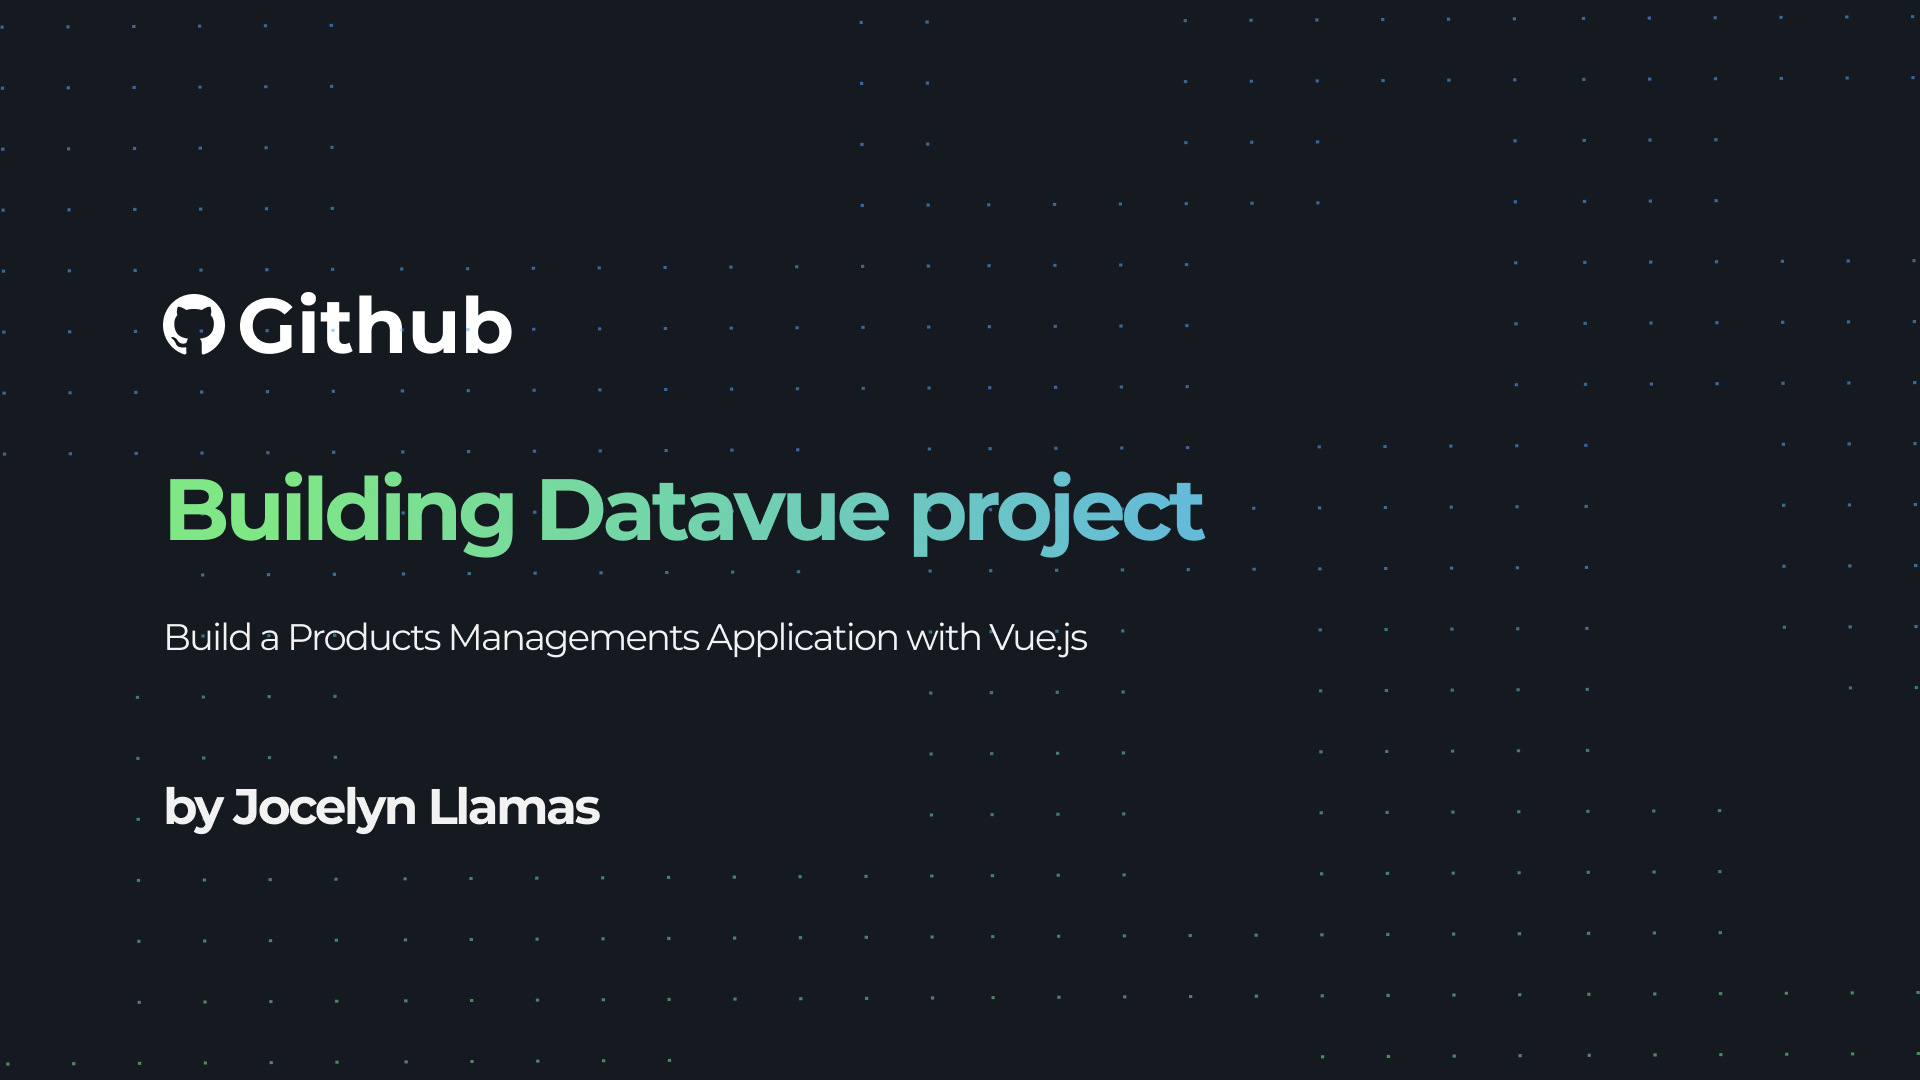 Github
Building Datavue project
Build a Products Managements Application with Vue.js
by Jocelyn Llamas